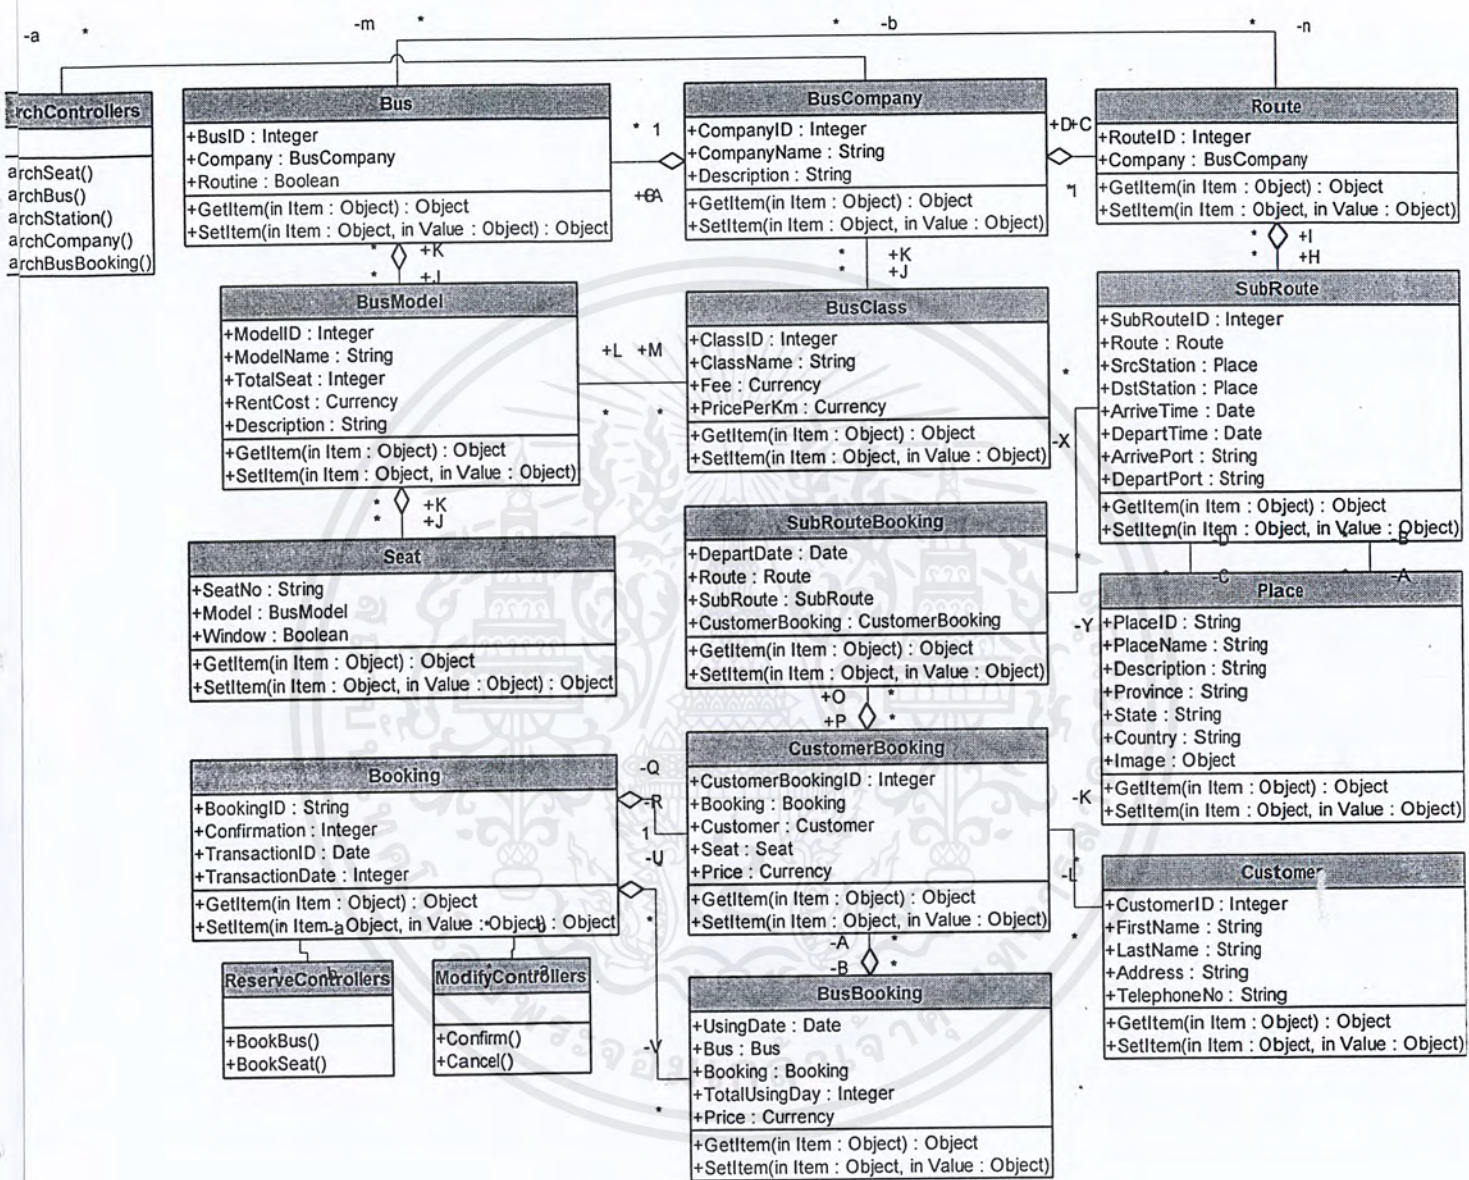 -a * -m * * -b * -n
rchControllers
archSeat()
archBus()
archStation()
archCompany()
archBusBooking()
Bus
+BusID : Integer
+Company : BusCompany
+Routine : Boolean
+GetItem(in Item : Object) : Object
+SetItem(in Item : Object, in Value : Object) : Object
* 1
BusCompany
+CompanyID : Integer
+CompanyName : String
+Description : String
+GetItem(in Item : Object) : Object
+SetItem(in Item : Object, in Value : Object)
+D+C
*1
Route
+RouteID : Integer
+Company : BusCompany
+GetItem(in Item : Object) : Object
+SetItem(in Item : Object, in Value : Object)
* +K
* +J
BusModel
+ModelID : Integer
+ModelName : String
+TotalSeat : Integer
+RentCost : Currency
+Description : String
+GetItem(in Item : Object) : Object
+SetItem(in Item : Object, in Value : Object)
+L +M
* *
* +K
* +J
BusClass
+ClassID : Integer
+ClassName : String
+Fee : Currency
+PricePerKm : Currency
+GetItem(in Item : Object) : Object
+SetItem(in Item : Object, in Value : Object)
* +I
* +H
SubRoute
+SubRouteID : Integer
+Route : Route
+SrcStation : Place
+DstStation : Place
+ArriveTime : Date
+DepartTime : Date
+ArrivePort : String
+DepartPort : String
+GetItem(in Item : Object) : Object
+SetItem(in Item : Object, in Value : Object)
*
-X
* +K
* +J
Seat
+SeatNo : String
+Model : BusModel
+Window : Boolean
+GetItem(in Item : Object) : Object
+SetItem(in Item : Object, in Value : Object) : Object
SubRouteBooking
+DepartDate : Date
+Route : Route
+SubRoute : SubRoute
+CustomerBooking : CustomerBooking
+GetItem(in Item : Object) : Object
+SetItem(in Item : Object, in Value : Object)
*
-Y
* -D * -B
* -C * -A
Place
+PlaceID : String
+PlaceName : String
+Description : String
+Province : String
+State : String
+Country : String
+Image : Object
+GetItem(in Item : Object) : Object
+SetItem(in Item : Object, in Value : Object)
+O *
+P *
Booking
+BookingID : String
+Confirmation : Integer
+TransactionID : Date
+TransactionDate : Integer
+GetItem(in Item : Object) : Object
+SetItem(in Item : Object, in Value : Object) : Object
-Q
-R
1
-U
*
-V
*
CustomerBooking
+CustomerBookingID : Integer
+Booking : Booking
+Customer : Customer
+Seat : Seat
+Price : Currency
+GetItem(in Item : Object) : Object
+SetItem(in Item : Object, in Value : Object)
-K
-L *
*
Customer
+CustomerID : Integer
+FirstName : String
+LastName : String
+Address : String
+TelephoneNo : String
+GetItem(in Item : Object) : Object
+SetItem(in Item : Object, in Value : Object)
ReserveControllers
+BookBus()
+BookSeat()
ModifyControllers
+Confirm()
+Cancel()
-A *
-B *
BusBooking
+UsingDate : Date
+Bus : Bus
+Booking : Booking
+TotalUsingDay : Integer
+Price : Currency
+GetItem(in Item : Object) : Object
+SetItem(in Item : Object, in Value : Object)